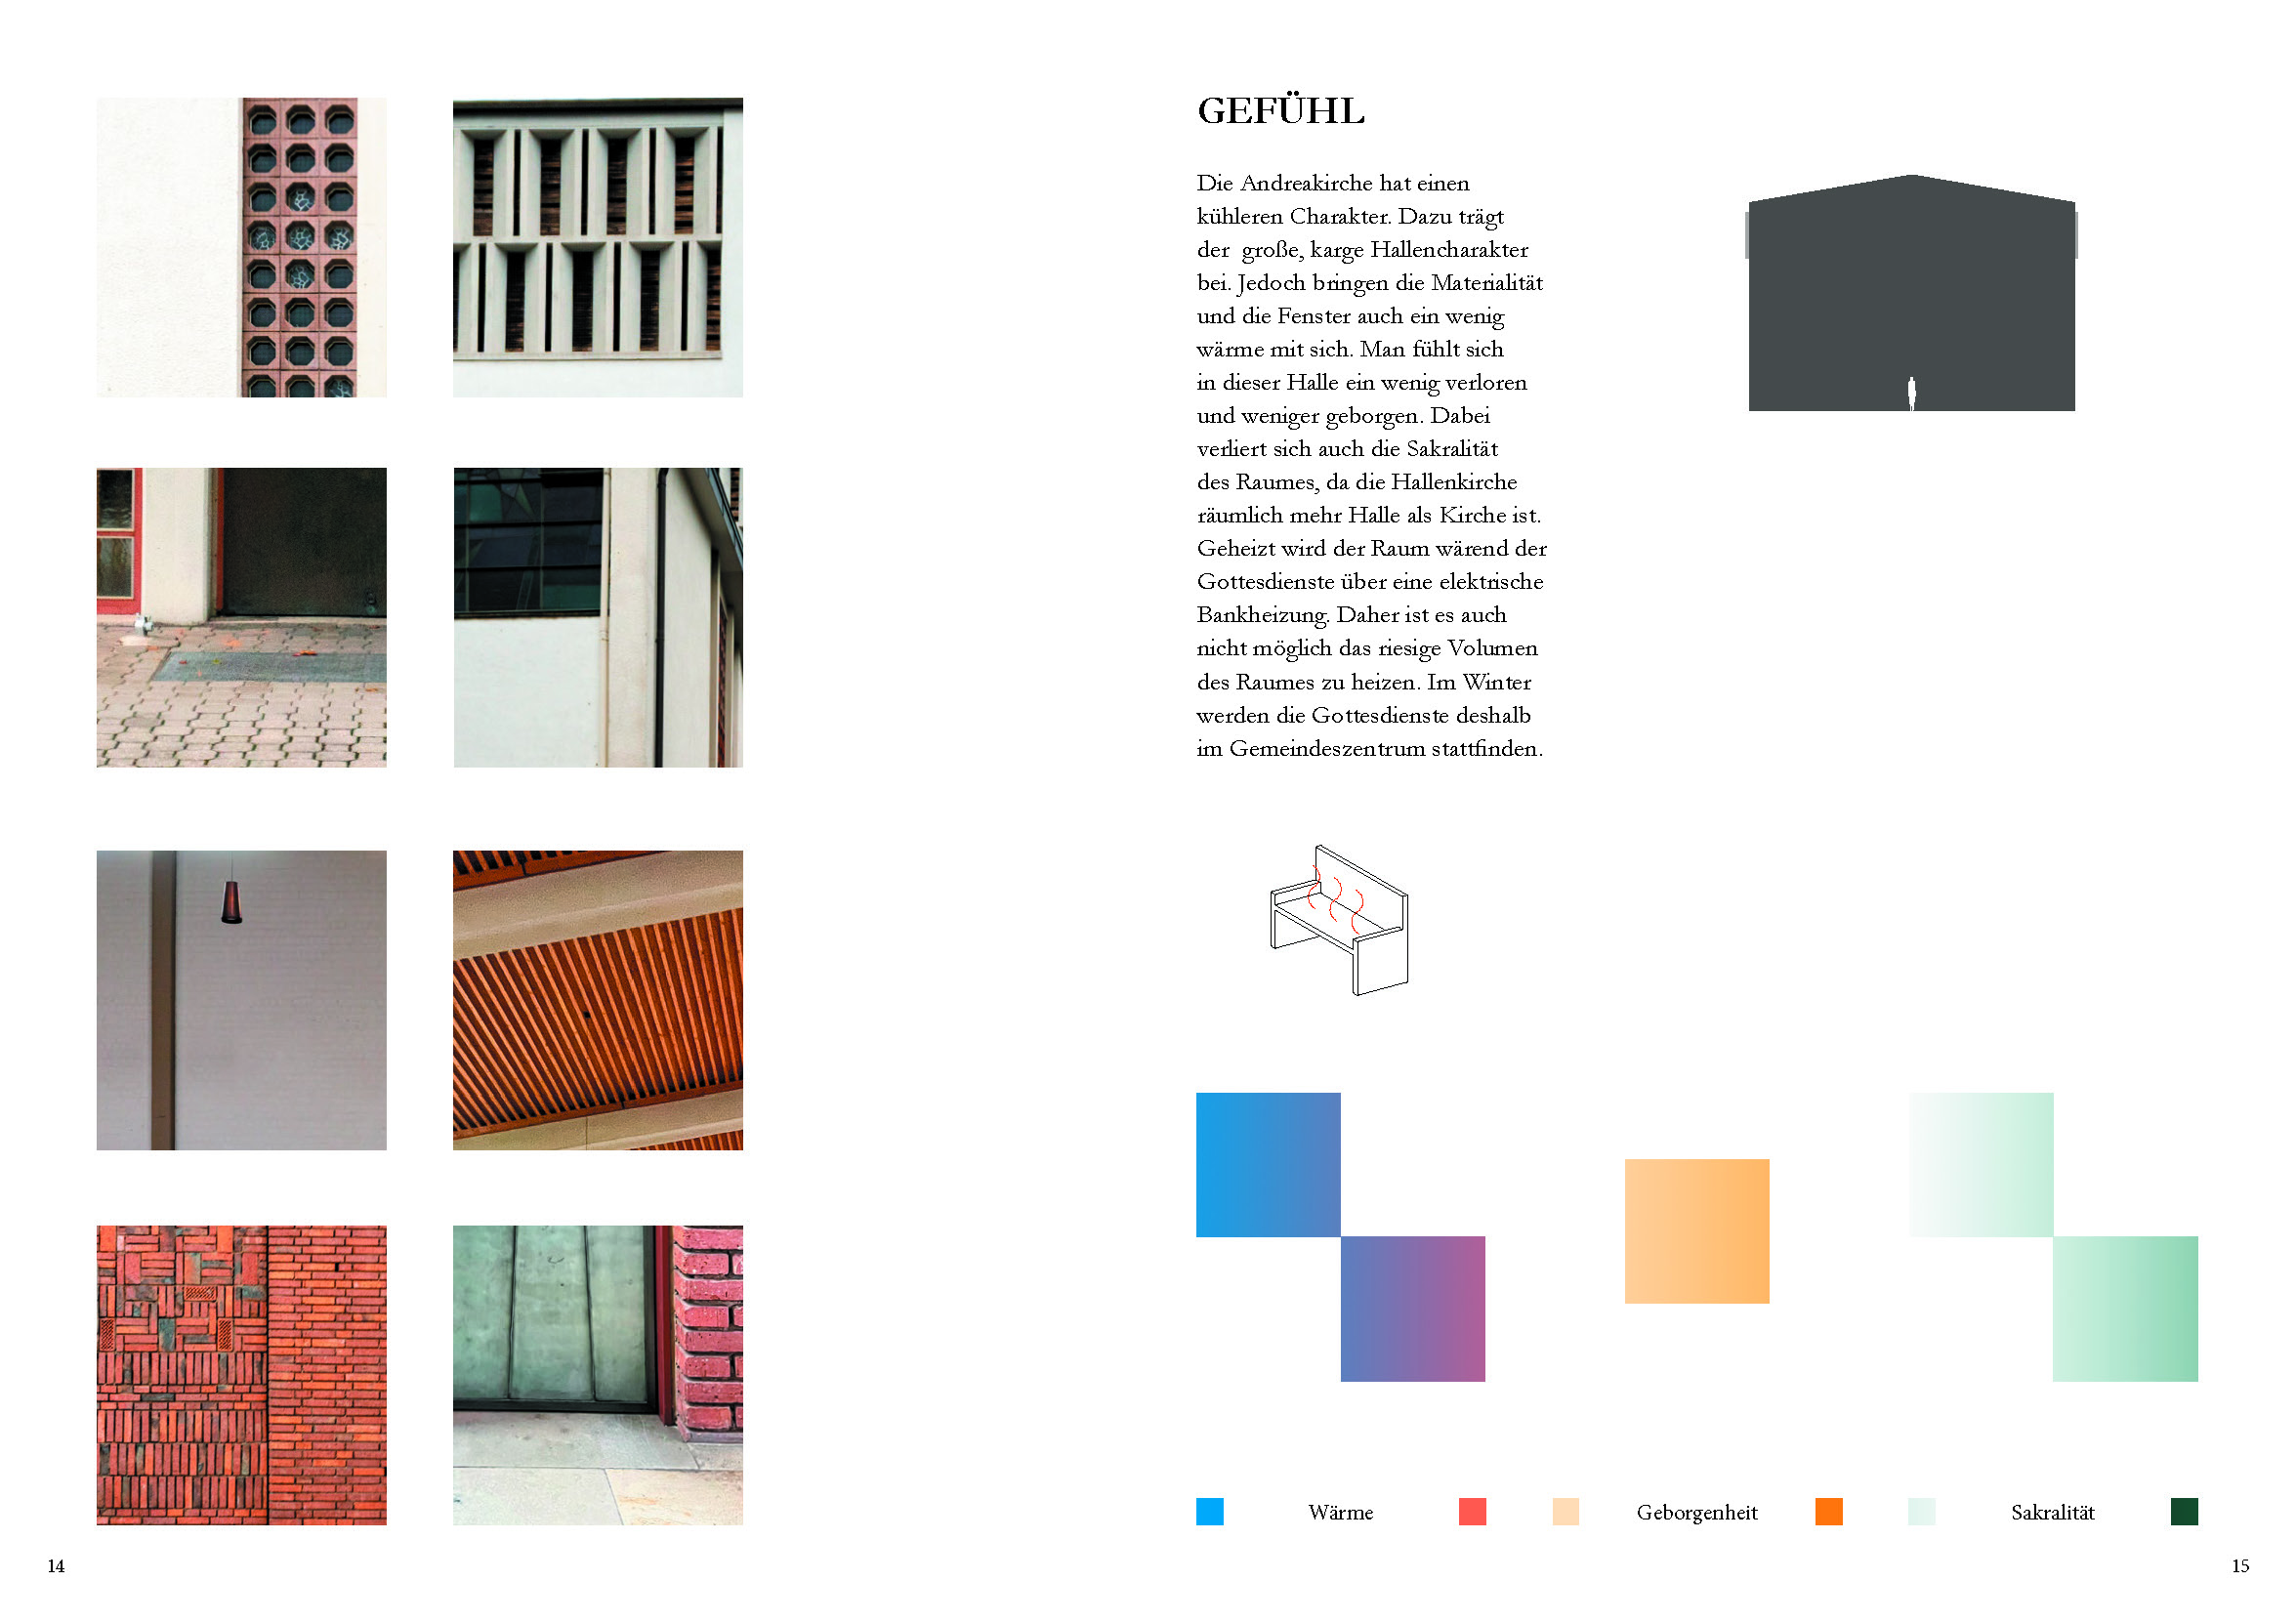 GEFÜHL
Die Andreakirche hat einen
kühleren Charakter. Dazu trägt
der  große, karge Hallencharakter
bei. Jedoch bringen die Materialität
und die Fenster auch ein wenig
wärme mit sich. Man fühlt sich
in dieser Halle ein wenig verloren
und weniger geborgen. Dabei
verliert sich auch die Sakralität
des Raumes, da die Hallenkirche
räumlich mehr Halle als Kirche ist.
Geheizt wird der Raum wärend der
Gottesdienste über eine elektrische
Bankheizung. Daher ist es auch
nicht möglich das riesige Volumen
des Raumes zu heizen. Im Winter
werden die Gottesdienste deshalb
im Gemeindeszentrum stattfinden.
Wärme
Geborgenheit
Sakralität
14
15